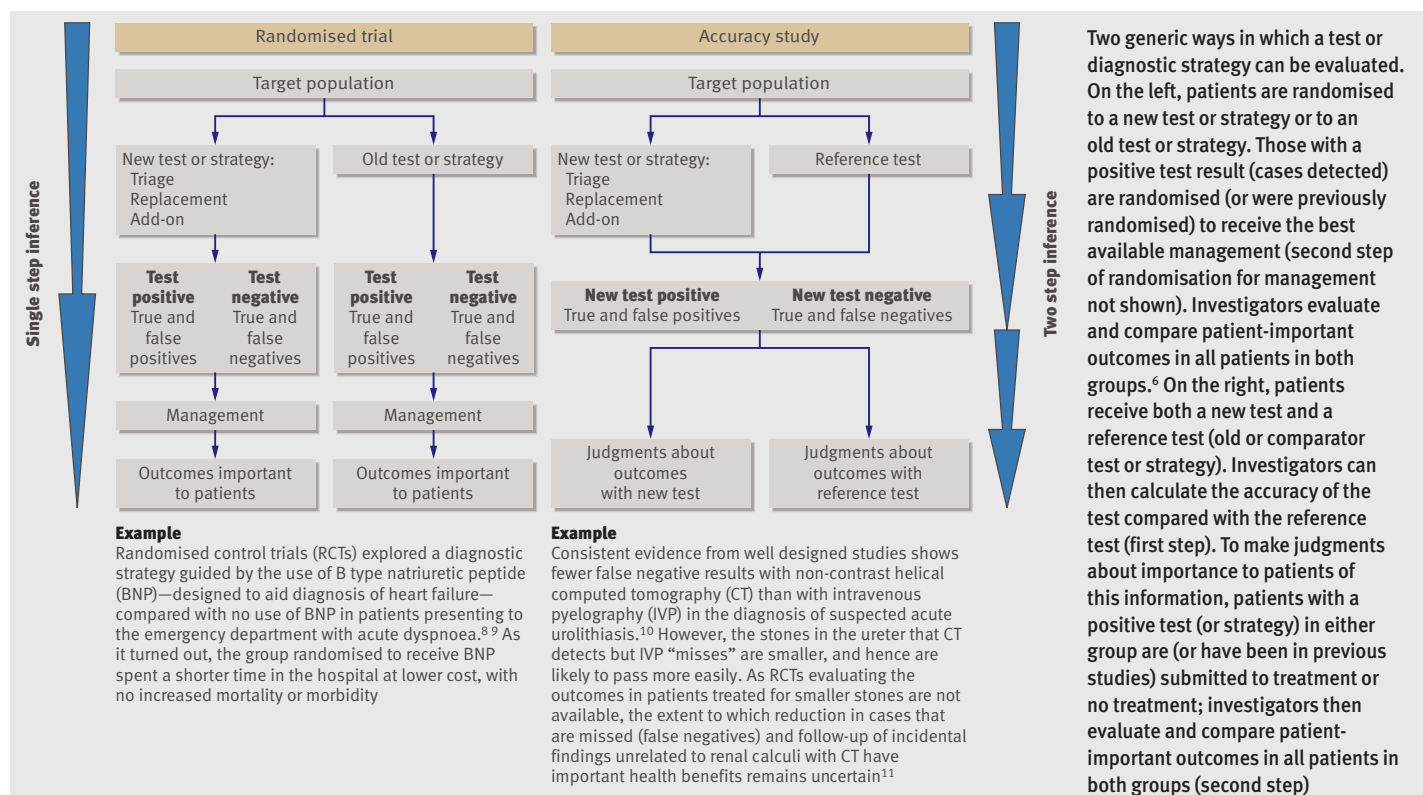 Single step inference
Randomised trial
Target population
New test or strategy:
Triage
Replacement
Add-on
Old test or strategy
Test
positive
True and
false
positives
Test
negative
True and
false
negatives
Test
positive
True and
false
positives
Test
negative
True and
false
negatives
Management
Management
Outcomes important
to patients
Outcomes important
to patients
Example
Randomised control trials (RCTs) explored a diagnostic
strategy guided by the use of B type natriuretic peptide
(BNP)—designed to aid diagnosis of heart failure—
compared with no use of BNP in patients presenting to
the emergency department with acute dyspnoea.8 9 As
it turned out, the group randomised to receive BNP
spent a shorter time in the hospital at lower cost, with
no increased mortality or morbidity
Accuracy study
Target population
New test or strategy:
Triage
Replacement
Add-on
Reference test
New test positive
True and false positives
New test negative
True and false negatives
Judgments about
outcomes
with new test
Judgments about
outcomes with
reference test
Example
Consistent evidence from well designed studies shows
fewer false negative results with non-contrast helical
computed tomography (CT) than with intravenous
pyelography (IVP) in the diagnosis of suspected acute
urolithiasis.10 However, the stones in the ureter that CT
detects but IVP “misses” are smaller, and hence are
likely to pass more easily. As RCTs evaluating the
outcomes in patients treated for smaller stones are not
available, the extent to which reduction in cases that
are missed (false negatives) and follow-up of incidental
findings unrelated to renal calculi with CT have
important health benefits remains uncertain11
Two step inference
Two generic ways in which a test or
diagnostic strategy can be evaluated.
On the left, patients are randomised
to a new test or strategy or to an
old test or strategy. Those with a
positive test result (cases detected)
are randomised (or were previously
randomised) to receive the best
available management (second step
of randomisation for management
not shown). Investigators evaluate
and compare patient-important
outcomes in all patients in both
groups.6 On the right, patients
receive both a new test and a
reference test (old or comparator
test or strategy). Investigators can
then calculate the accuracy of the
test compared with the reference
test (first step). To make judgments
about importance to patients of
this information, patients with a
positive test (or strategy) in either
group are (or have been in previous
studies) submitted to treatment or
no treatment; investigators then
evaluate and compare patient-
important outcomes in all patients in
both groups (second step)